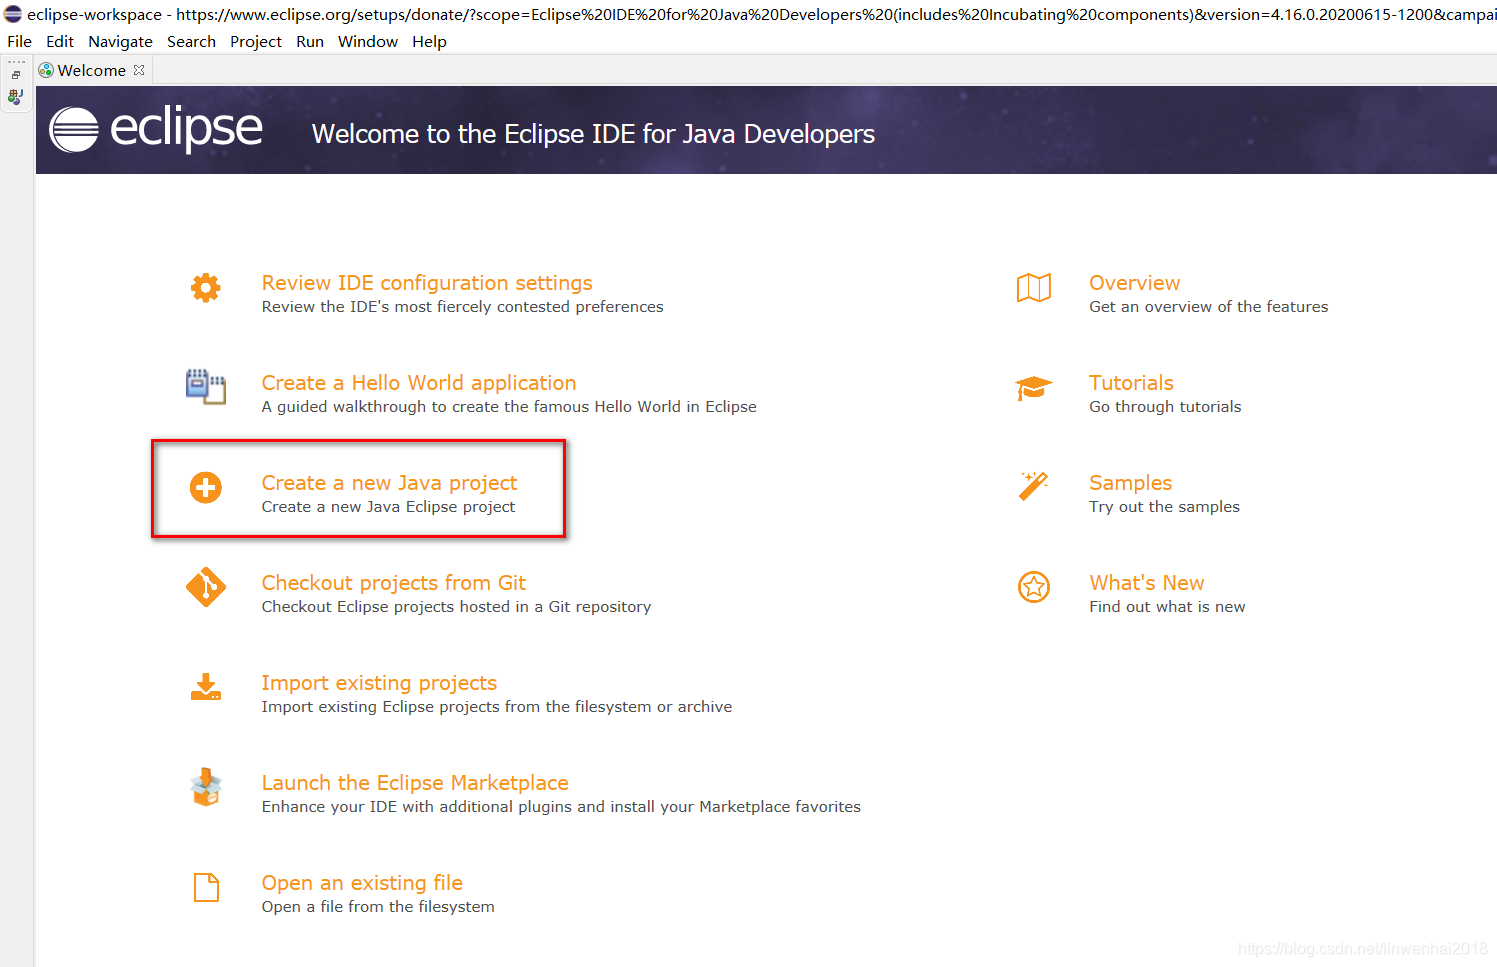 eclipse-workspace - https://www.eclipse.org/setups/donate/?scope=Eclipse%20IDE%20for%20Java%20Developers%20(includes%20Incubating%20components)&version=4.16.0.20200615-1200&campai
File Edit Navigate Search Project Run Window Help
Welcome
eclipse
Welcome to the Eclipse IDE for Java Developers
Review IDE configuration settings
Review the IDE's most fiercely contested preferences
Create a Hello World application
A guided walkthrough to create the famous Hello World in Eclipse
Create a new Java project
Create a new Java Eclipse project
Checkout projects from Git
Checkout Eclipse projects hosted in a Git repository
Import existing projects
Import existing Eclipse projects from the filesystem or archive
Launch the Eclipse Marketplace
Enhance your IDE with additional plugins and install your Marketplace favorites
Open an existing file
Open a file from the filesystem
Overview
Get an overview of the features
Tutorials
Go through tutorials
Samples
Try out the samples
What's New
Find out what is new
https://blog.csdn.net/linwenhai2018